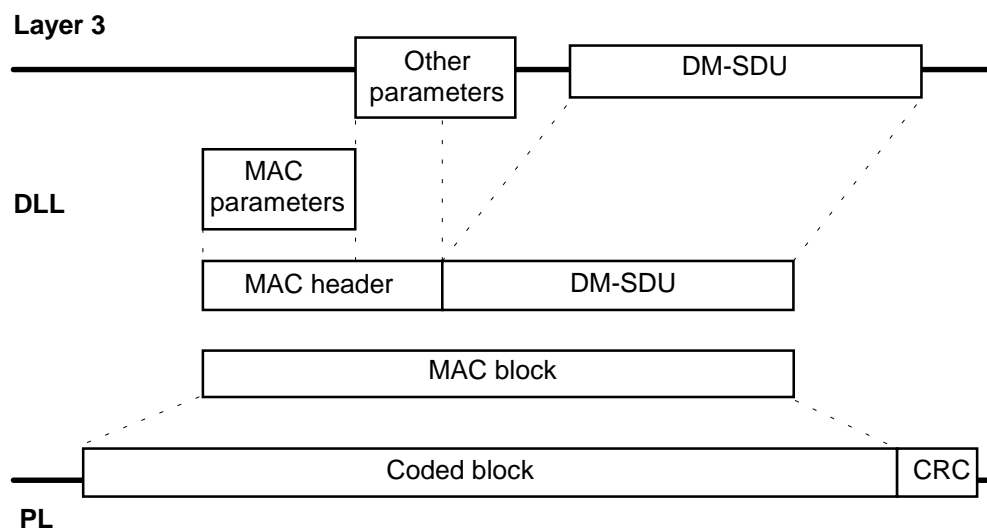 Layer 3
Other
parameters
DM-SDU
MAC
parameters
DLL
MAC header
DM-SDU
MAC block
Coded block
CRC
PL